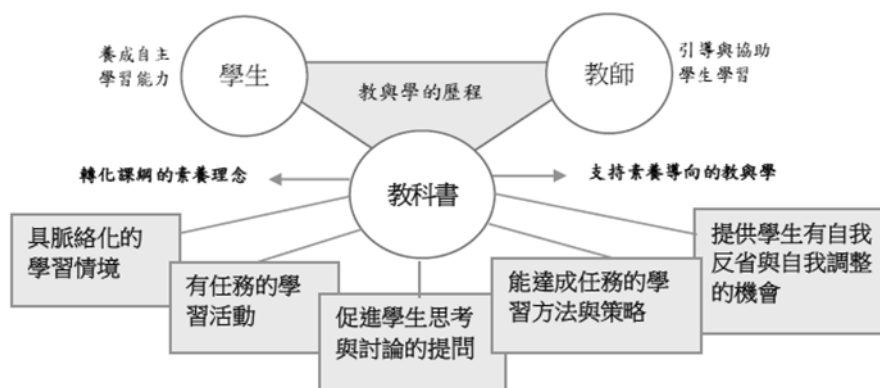 養成自主
學習能力
學生
教師
引導與協助
學生學習
教與學的歷程
轉化課綱的素養理念
教科書
支持素養導向的教與學
具脈絡化的
學習情境
有任務的學
習活動
促進學生思考
與討論的提問
能達成任務的學
習方法與策略
提供學生有自我
反省與自我調整
的機會